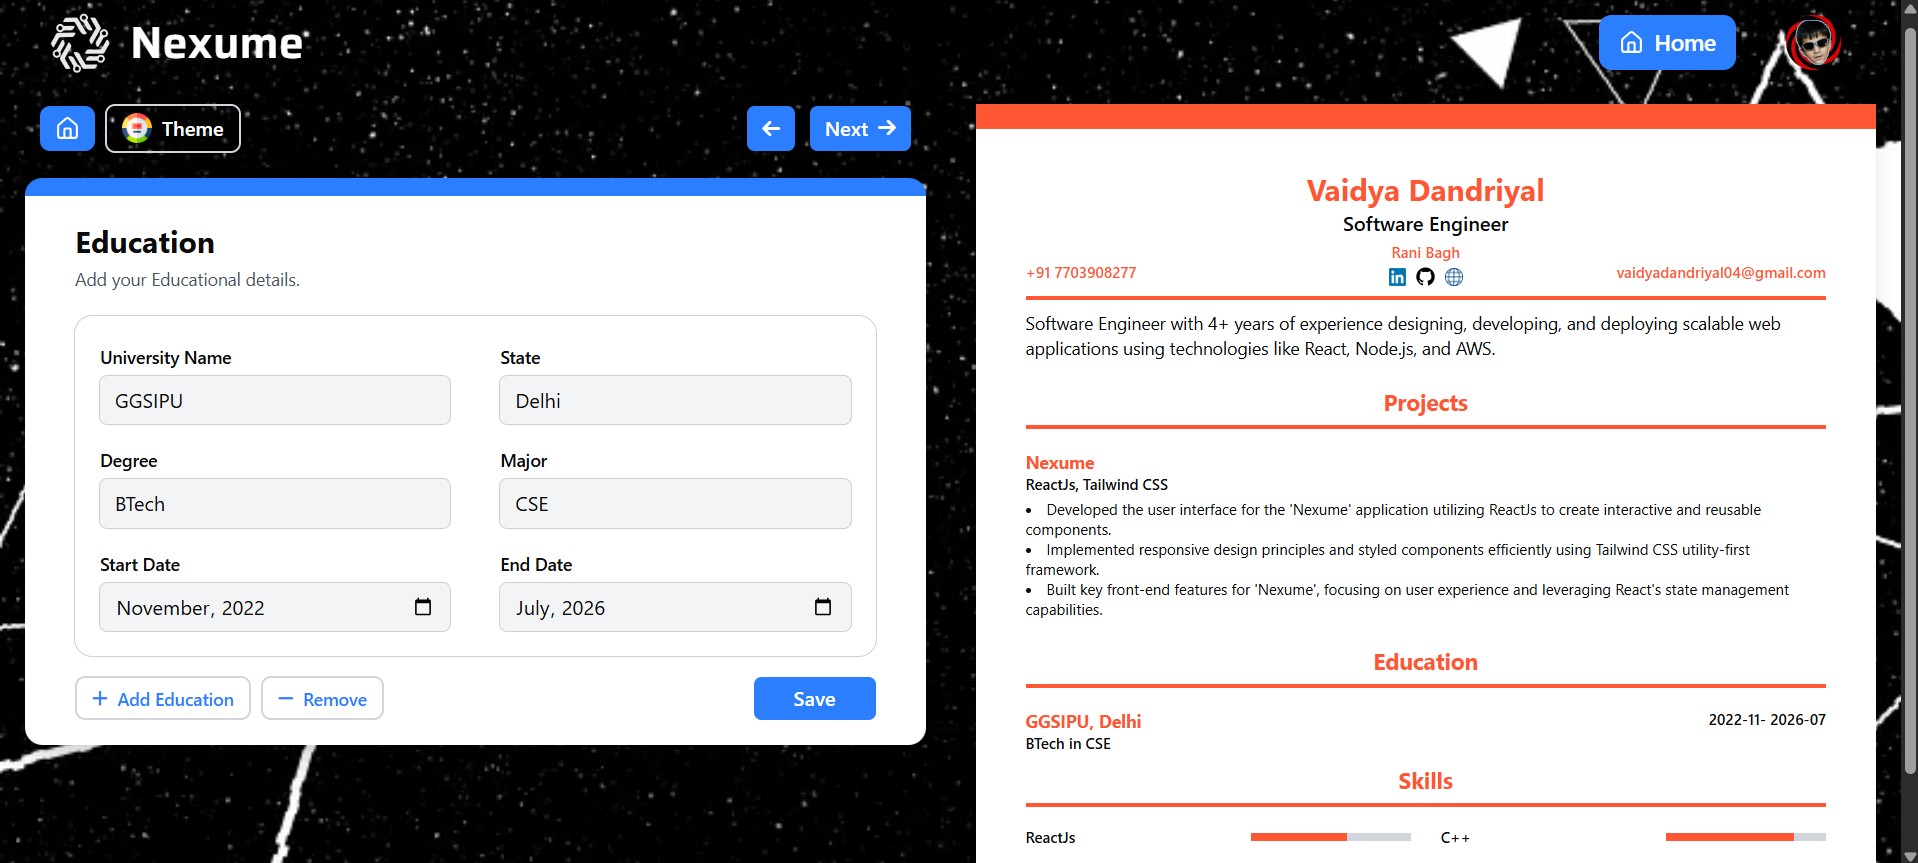 Nexume
Home
Theme
Next
Education
Add your Educational details.
University Name
State
GGSIPU
Delhi
Degree
Major
BTech
CSE
Start Date
End Date
November, 2022
July, 2026
Add Education
Remove
Save
Vaidya Dandriyal
Software Engineer
Rani Bagh
+91 7703908277
in
vaidyadandriyal04@gmail.com
Software Engineer with 4+ years of experience designing, developing, and deploying scalable web
applications using technologies like React, Node.js, and AWS.
Projects
Nexume
ReactJs, Tailwind CSS
• Developed the user interface for the 'Nexume' application utilizing ReactJs to create interactive and reusable
components.
• Implemented responsive design principles and styled components efficiently using Tailwind CSS utility-first
framework.
• Built key front-end features for 'Nexume', focusing on user experience and leveraging React's state management
capabilities.
Education
GGSIPU, Delhi
2022-11- 2026-07
BTech in CSE
Skills
ReactJs
C++